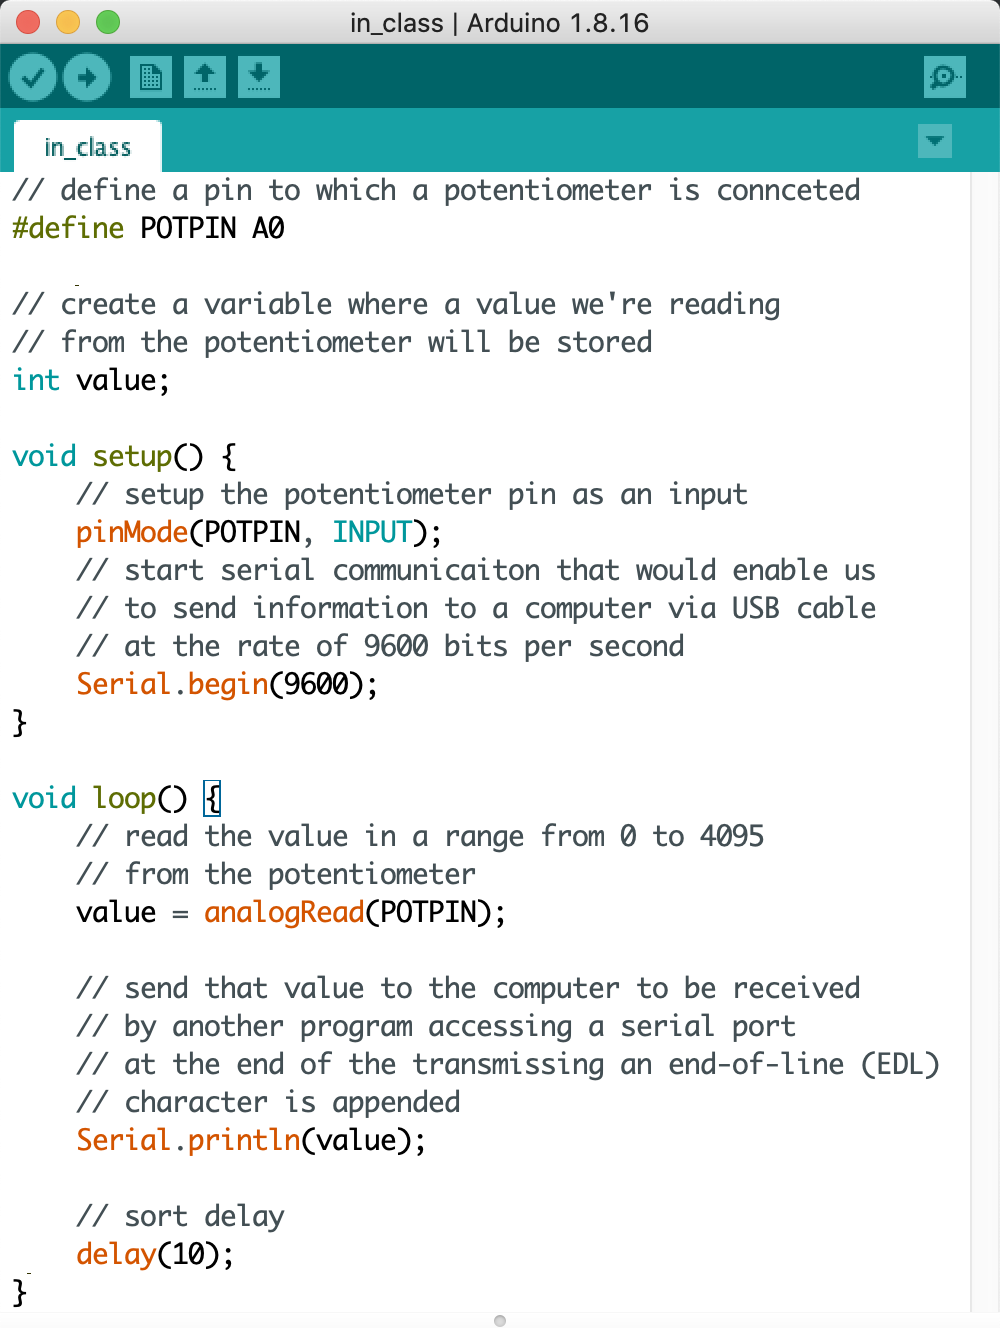 in_class | Arduino 1.8.16
in_class
// define a pin to which a potentiometer is connceted
#define POTPIN A0
// create a variable where a value we're reading
// from the potentiometer will be stored
int value;
void setup() {
// setup the potentiometer pin as an input
pinMode(POTPIN, INPUT);
// start serial communicaiton that would enable us
// to send information to a computer via USB cable
// at the rate of 9600 bits per second
Serial.begin(9600);
}
void loop() {
// read the value in a range from 0 to 4095
// from the potentiometer
value = analogRead(POTPIN);
// send that value to the computer to be received
// by another program accessing a serial port
// at the end of the transmissing an end-of-line (EDL)
// character is appended
Serial.println(value);
// sort delay
delay(10);
}